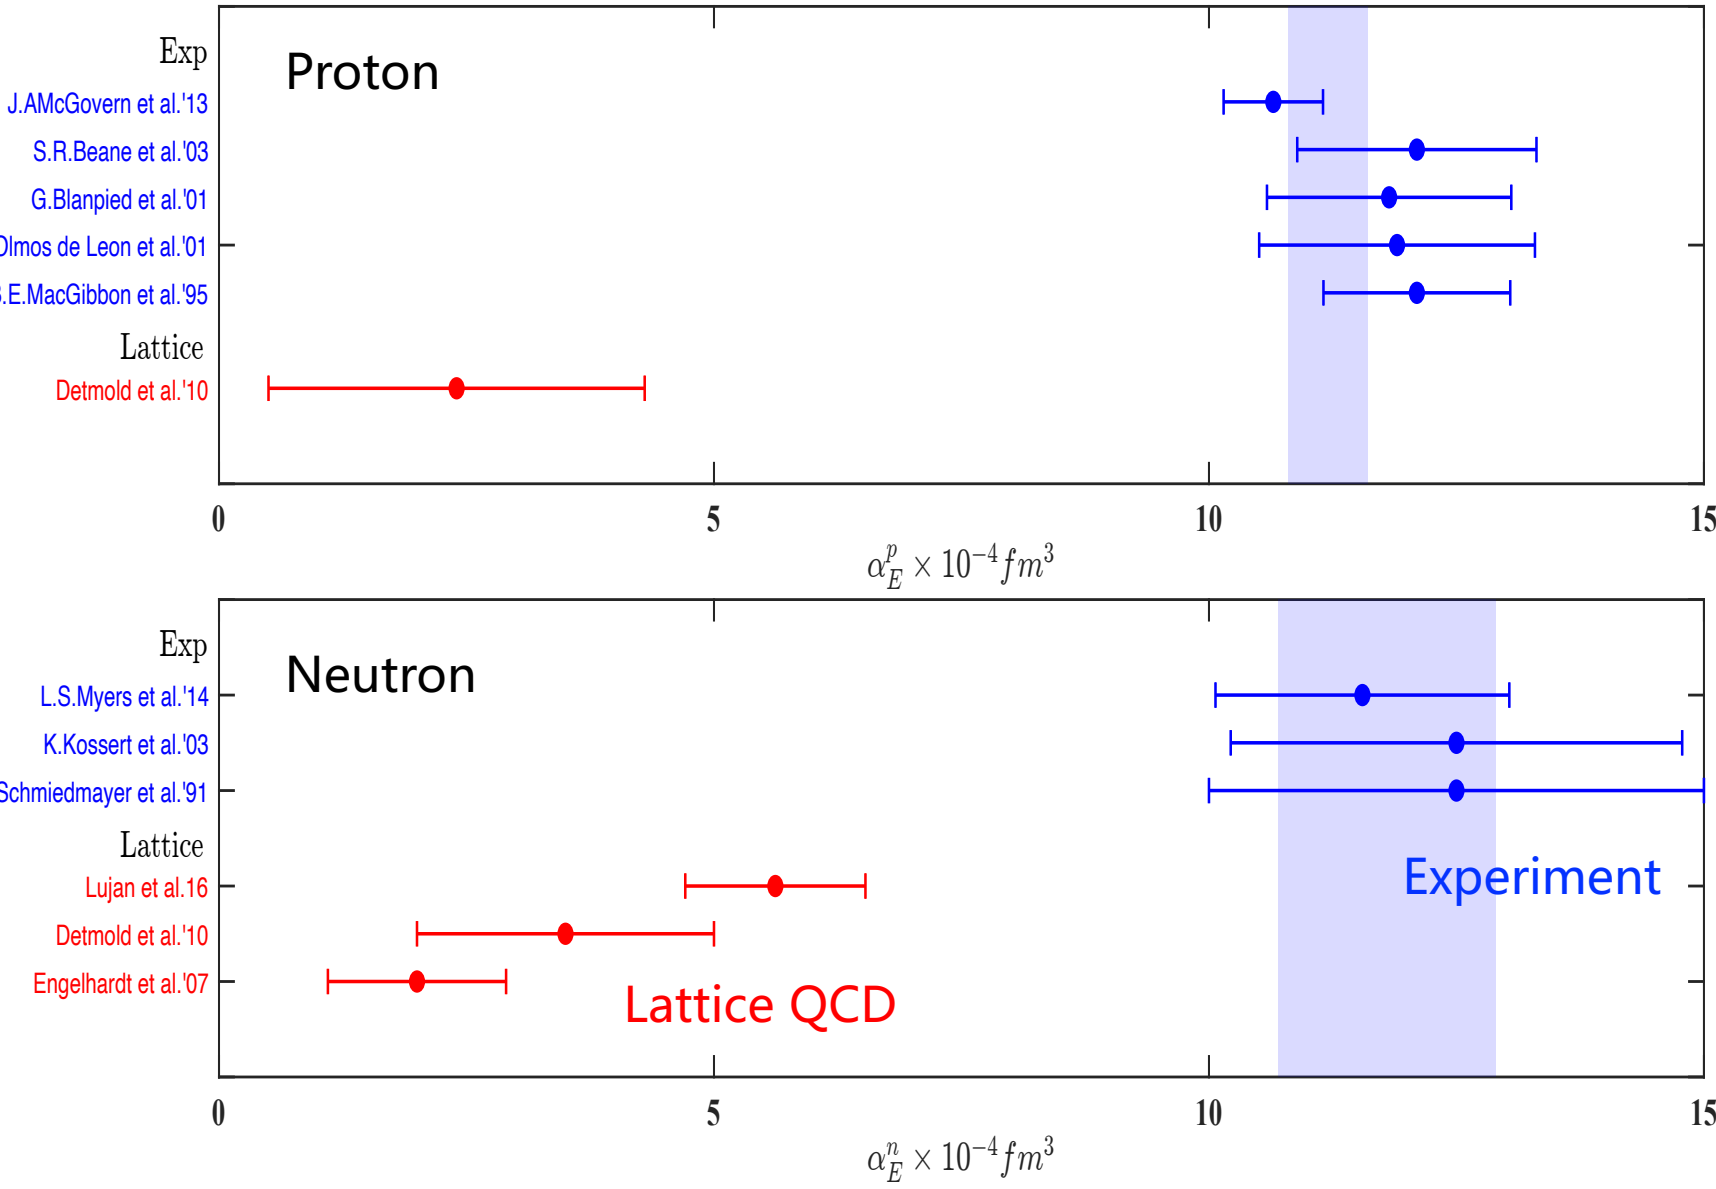 Exp
Proton
J.AMcGovern et al.'13
S.R.Beane et al.'03
G.Blanpied et al.'01
Olmos de Leon et al.'01
.E.MacGibbon et al.'95
Lattice
Detmold et al.'10
0 5 10 15
α_E^p × 10^{−4} fm^3
Exp
Neutron
L.S.Myers et al.'14
K.Kossert et al.'03
Schmiedmayer et al.'91
Lattice
Experiment
Lujan et al.16
Detmold et al.'10
Engelhardt et al.'07
Lattice QCD
0 5 10 15
α_E^n × 10^{−4} fm^3